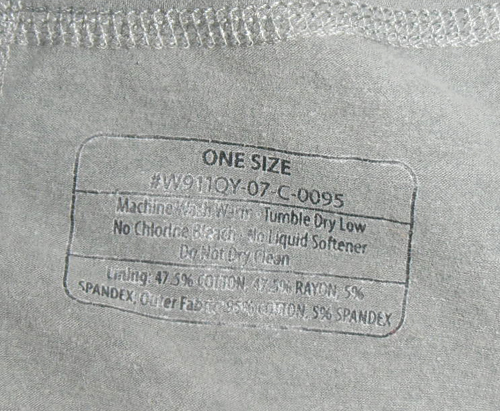 ONE SIZE
#W911QY-07-C-0095
Machine Wash Warm Tumble Dry Low
No Chlorine Bleach No Liquid Softener
Do Not Dry Clean
Lining: 47.5% COTTON, 47.5% RAYON, 5%
SPANDEX, Outer Fabric 95% COTTON, 5% SPANDEX